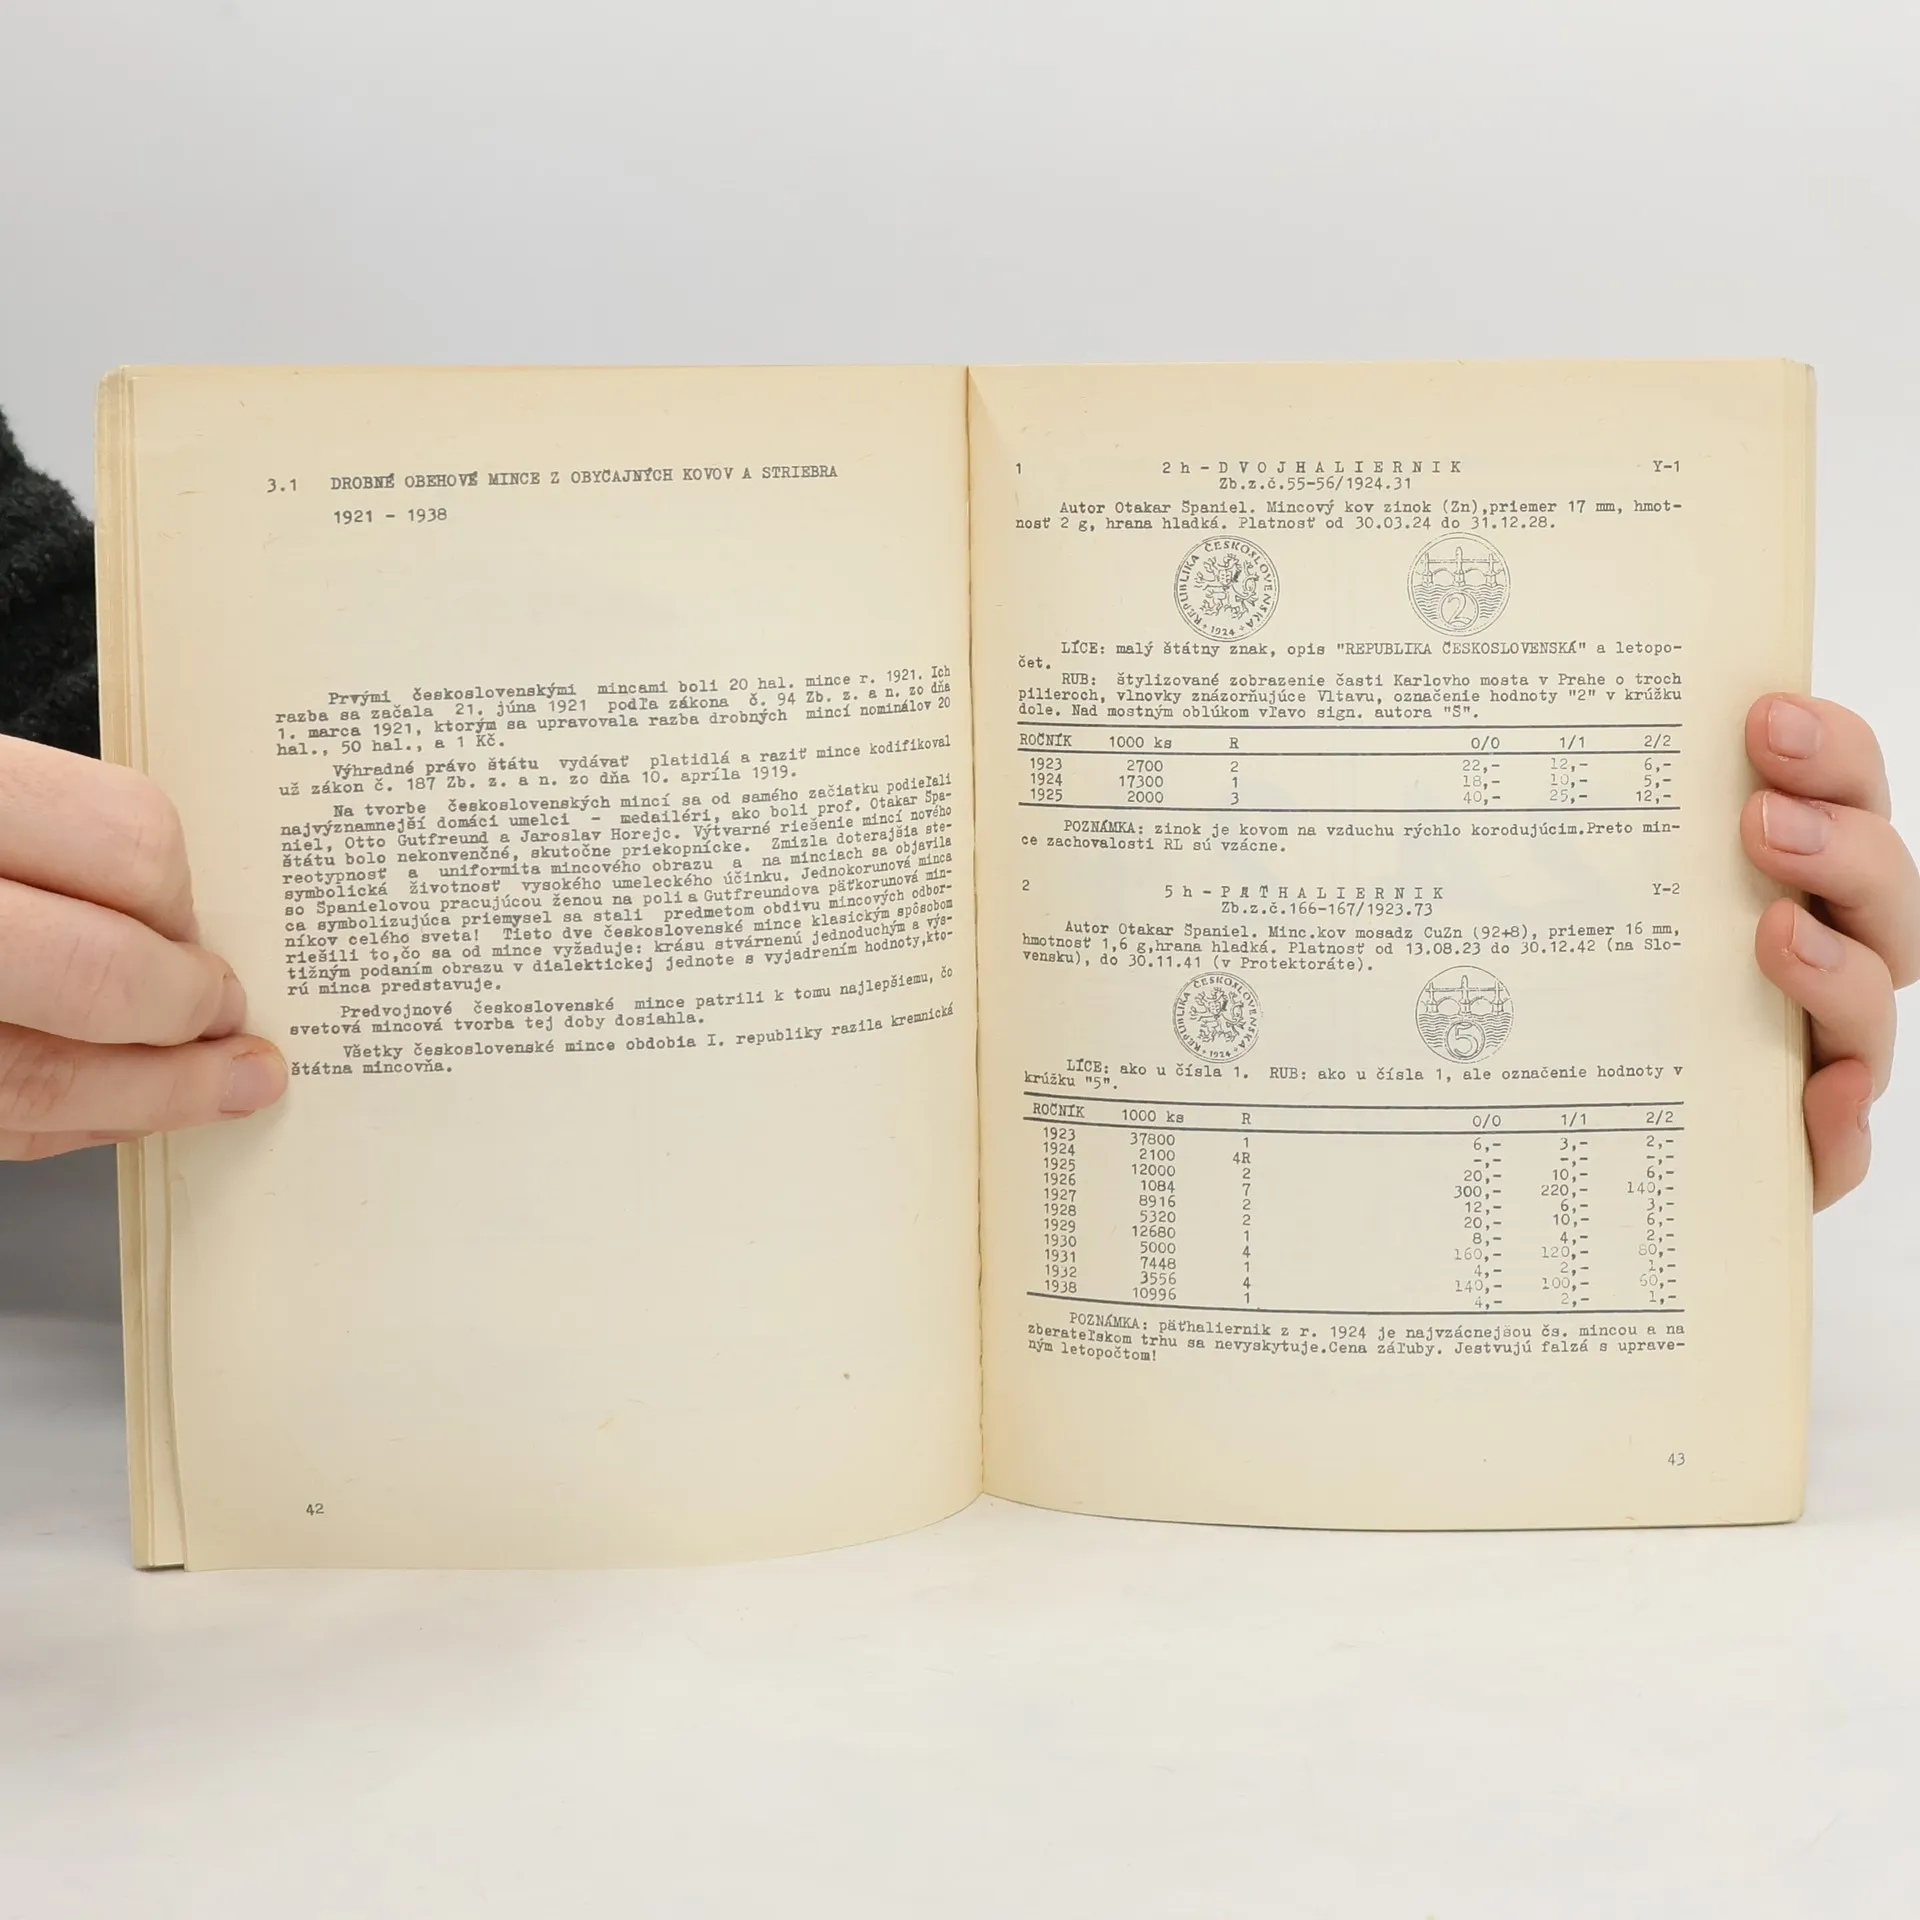 3.1 DROBNÉ OBEHOVÉ MINCE Z OBYČAJNÝCH KOVOV A STRIEBRA
1921 - 1938
Prvými československými mincami boli 20 hal. mince r. 1921. Ich
razba sa začala 21. júna 1921 podľa zákona č. 94 Zb. z. a n. zo dňa
1. marca 1921, ktorým sa upravovala razba drobných mincí nominálov 20
hal., 50 hal., a 1 Kč.
Výhradné právo štátu vydávať platidlá a raziť mince kodifikoval
už zákon č. 187 Zb. z. a n. zo dňa 10. apríla 1919.
Na tvorbe československých mincí sa od samého začiatku podieľali
najvýznamnejší domáci umelci - medailéri, ako boli prof. Otakar Špa-
niel, Otto Gutfreund a Jaroslav Horejc. Výtvarné riešenie mincí nového
štátu bolo nekonvenčné, skutočne priekopnícke. Zmizla doterajšia ste-
reotypnosť a uniformita mincového obrazu a na minciach sa objavila
symbolická životnosť vysokého umeleckého účinku. Jednokorunová minca
so Španielovou pracujúcou ženou na poli a Gutfreundova päťkorunová min-
ca symbolizujúca priemysel sa stali predmetom obdivu mincových odbor-
níkov celého sveta! Tieto dve československé mince klasickým spôsobom
riešili to,čo sa od mince vyžaduje: krásu stvárnenú jednoduchým a výs-
tižným podaním obrazu v dialektickej jednote s vyjadrením hodnoty,kto-
rú minca predstavuje.
Predvojnové československé mince patrili k tomu najlepšiemu, čo
svetová mincová tvorba tej doby dosiahla.
Všetky československé mince obdobia I. republiky razila kremnická
štátna mincovňa.
42
1 2 h - D V O J H A L I E R N I K Y-1
Zb.z.č.55-56/1924.31
Autor Otakar Španiel. Mincový kov zinok (Zn),priemer 17 mm, hmot-
nosť 2 g, hrana hladká. Platnosť od 30.03.24 do 31.12.28.
REPUBLIKA ČESKOSLOVENSKÁ * 1924 *
2
LÍCE: malý štátny znak, opis "REPUBLIKA ČESKOSLOVENSKÁ" a letopo-
čet.
RUB: štylizované zobrazenie časti Karlovho mosta v Prahe o troch
pilieroch, vlnovky znázorňujúce Vltavu, označenie hodnoty "2" v krúžku
dole. Nad mostným oblúkom vľavo sign. autora "S".
ROČNÍK 1000 ks R 0/0 1/1 2/2
1923 2700 2 22,- 12,- 6,-
1924 17300 1 18,- 10,- 5,-
1925 2000 3 40,- 25,- 12,-
POZNÁMKA: zinok je kovom na vzduchu rýchlo korodujúcim.Preto min-
ce zachovalosti RL sú vzácne.
2 5 h - P Ä Ť H A L I E R N I K Y-2
Zb.z.č.166-167/1923.73
Autor Otakar Španiel. Minc.kov mosadz CuZn (92+8), priemer 16 mm,
hmotnosť 1,6 g,hrana hladká. Platnosť od 13.08.23 do 30.12.42 (na Slo-
vensku), do 30.11.41 (v Protektoráte).
REPUBLIKA ČESKOSLOVENSKÁ * 1924 *
5
LÍCE: ako u čísla 1. RUB: ako u čísla 1, ale označenie hodnoty v
krúžku "5".
ROČNÍK 1000 ks R 0/0 1/1 2/2
1923 37800 1 6,- 3,- 2,-
1924 2100 4R -,- -,- -,-
1925 12000 2 20,- 10,- 6,-
1926 1084 7 300,- 220,- 140,-
1927 8916 2 12,- 6,- 3,-
1928 5320 2 20,- 10,- 6,-
1929 12680 1 8,- 4,- 2,-
1930 5000 4 160,- 120,- 80,-
1931 7448 1 4,- 2,- 1,-
1932 3556 4 140,- 100,- 60,-
1938 10996 1 4,- 2,- 1,-
POZNÁMKA: päťhaliernik z r. 1924 je najvzácnejšou čs. mincou a na
zberateľskom trhu sa nevyskytuje.Cena záľuby. Jestvujú falzá s uprave-
ným letopočtom!
43